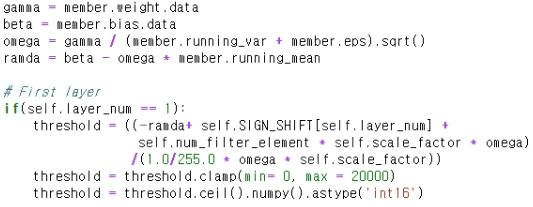 gamma = member.weight.data
beta = member.bias.data
omega = gamma / (member.running_var + member.eps).sqrt()
ramda = beta - omega * member.running_mean

# First layer
if(self.layer_num == 1):
    threshold = ((-ramda+ self.SIGN_SHIFT[self.layer_num] +
                  self.num_filter_element * self.scale_factor * omega)
                 /(1.0/255.0 * omega * self.scale_factor))
    threshold = threshold.clamp(min= 0, max = 20000)
    threshold = threshold.ceil().numpy().astype('int16')